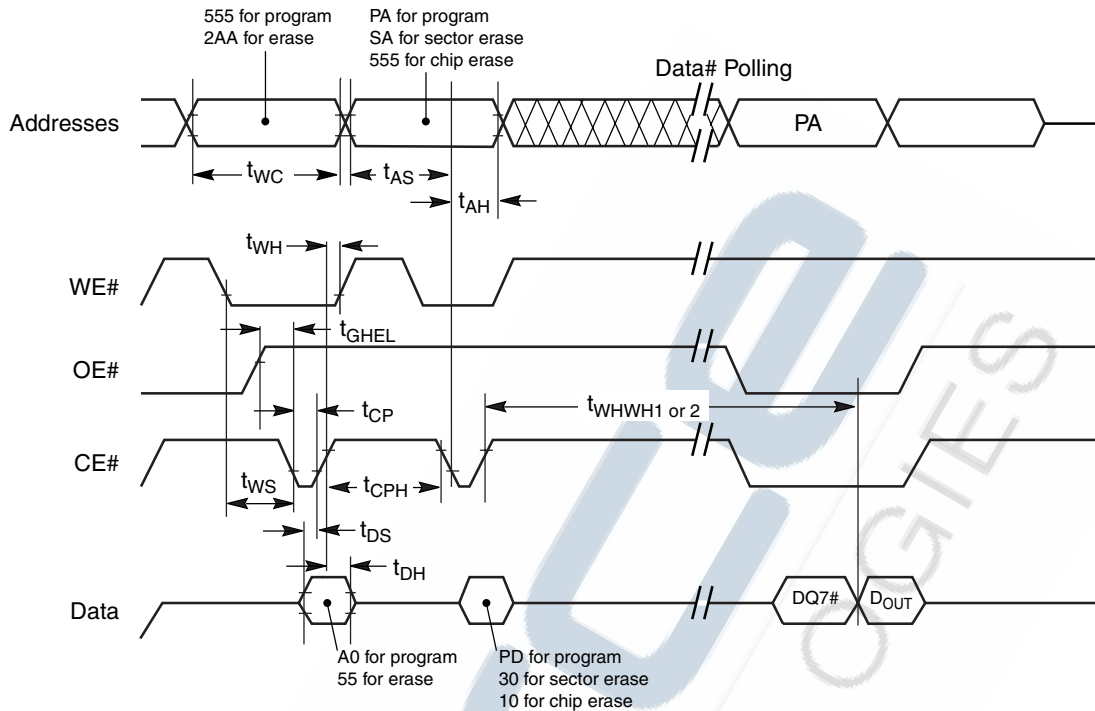 555 for program
2AA for erase
PA for program
SA for sector erase
555 for chip erase
Data# Polling
Addresses
PA
tWC
tAS
tAH
tWH
WE#
tGHEL
OE#
tWHWH1 or 2
tCP
CE#
tWS
tCPH
tDS
tDH
Data
DQ7#
DOUT
A0 for program
55 for erase
PD for program
30 for sector erase
10 for chip erase
OGIES